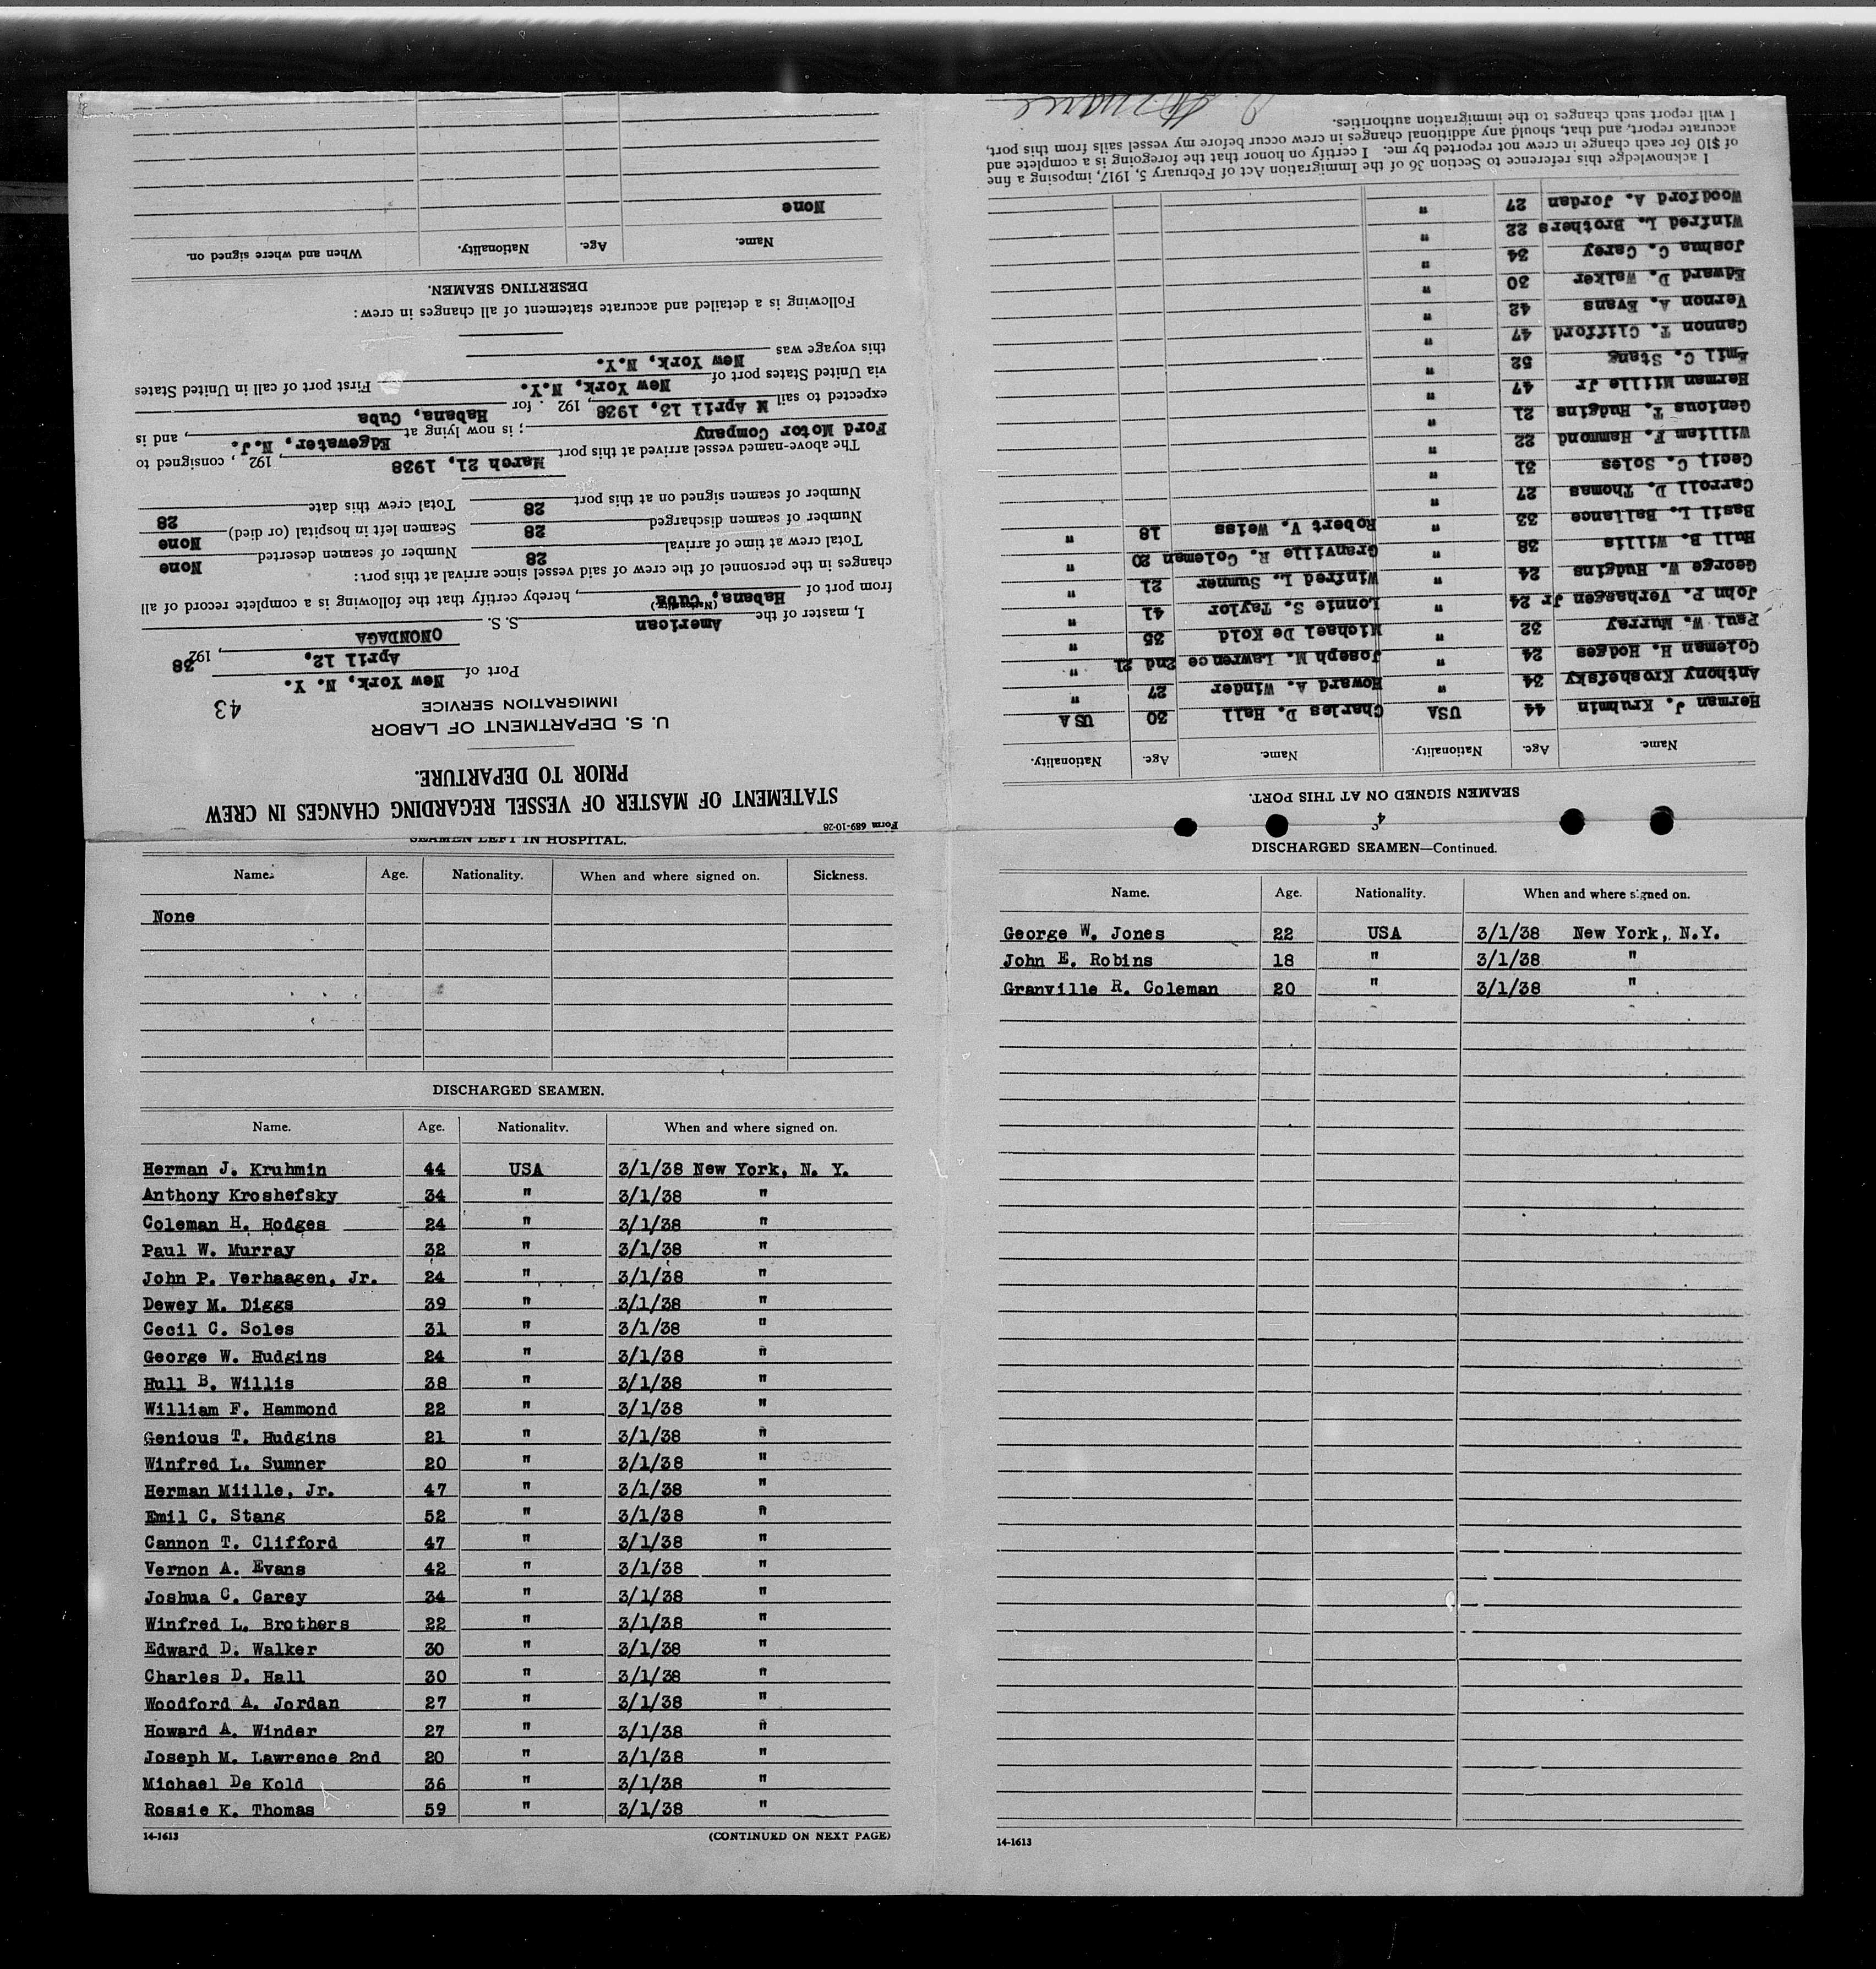 Form 689-10-28
STATEMENT OF MASTER OF VESSEL REGARDING CHANGES IN CREW
PRIOR TO DEPARTURE.
U. S. DEPARTMENT OF LABOR
IMMIGRATION SERVICE
43
Port of New York, N. Y.
April 12, , 192 38
ONONDAGA
I, master of the American S. S.
(Nationality)
from port of Habana, Cuba, hereby certify that the following is a complete record of all
changes in the personnel of the crew of said vessel since arrival at this port:
Total crew at time of arrival 28 Number of seamen deserted None
Number of seamen discharged 28 Seamen left in hospital (or died) None
Number of seamen signed on at this port 28 Total crew this date 28
The above-named vessel arrived at this port March 21, 1938, 192 , consigned to
Ford Motor Company; is now lying at Edgewater, N.J., and is
expected to sail M April 13, 1938, 192 . for Habana, Cuba
via United States port of New York, N.Y. First port of call in United States
this voyage was New York, N.Y.
Following is a detailed and accurate statement of all changes in crew:
DESERTING SEAMEN.
Name. Age. Nationality. When and where signed on.
None
SEAMEN LEFT IN HOSPITAL.
Name. Age. Nationality. When and where signed on. Sickness.
None
DISCHARGED SEAMEN.
Name. Age. Nationality. When and where signed on.
Herman J. Kruhmin 44 USA 3/1/38 New York, N. Y.
Anthony Kroshefsky 34 " 3/1/38 "
Coleman H. Hodges 24 " 3/1/38 "
Paul W. Murray 32 " 3/1/38 "
John P. Verhaagen, Jr. 24 " 3/1/38 "
Dewey M. Diggs 39 " 3/1/38 "
Cecil C. Soles 31 " 3/1/38 "
George W. Hudgins 24 " 3/1/38 "
Hull B. Willis 38 " 3/1/38 "
William F. Hammond 22 " 3/1/38 "
Genious T. Hudgins 21 " 3/1/38 "
Winfred L. Sumner 20 " 3/1/38 "
Herman Miille, Jr. 47 " 3/1/38 "
Emil C. Stang 52 " 3/1/38 "
Cannon T. Clifford 47 " 3/1/38 "
Vernon A. Evans 42 " 3/1/38 "
Joshua C. Carey 34 " 3/1/38 "
Winfred L. Brothers 22 " 3/1/38 "
Edward D. Walker 30 " 3/1/38 "
Charles D. Hall 30 " 3/1/38 "
Woodford A. Jordan 27 " 3/1/38 "
Howard A. Winder 27 " 3/1/38 "
Joseph M. Lawrence 2nd 20 " 3/1/38 "
Michael De Kold 36 " 3/1/38 "
Rossie K. Thomas 59 " 3/1/38 "
14-1613 (CONTINUED ON NEXT PAGE)
DISCHARGED SEAMEN—Continued.
Name. Age. Nationality. When and where signed on.
George W. Jones 22 USA 3/1/38 New York, N.Y.
John E. Robins 18 " 3/1/38 "
Granville R. Coleman 20 " 3/1/38 "
14-1613
4
SEAMEN SIGNED ON AT THIS PORT.
Name. Age. Nationality. Name. Age. Nationality.
Herman J. Kruhmin 44 USA Charles D. Hall 30 USA
Anthony Kroshefsky 34 " Howard A. Winder 27 "
Coleman H. Hodges 24 " Joseph M. Lawrence 2nd 21 "
Paul W. Murray 32 " Michael De Kold 35 "
John P. Verhaagen Jr 24 " Lonnie S. Taylor 41 "
George W. Hudgins 24 " Winfred L. Sumner 21 "
Hull B. Willis 38 " Granville R. Coleman 20 "
Basil L. Ballance 33 " Robert V. Weiss 18 "
Carroll D. Thomas 27 "
Cecil C. Soles 31 "
William F. Hammond 22 "
Genious T. Hudgins 21 "
Herman Miille Jr 47 "
Emil C. Stang 52 "
Cannon T. Clifford 47 "
Vernon A. Evans 42 "
Edward D. Walker 30 "
Joshua C. Carey 34 "
Winfred L. Brothers 22 "
Woodford A. Jordan 27 "
I acknowledge this reference to Section 36 of the Immigration Act of February 5, 1917, imposing a fine
of $10 for each change in crew not reported by me. I certify on honor that the foregoing is a complete and
accurate report, and that, should any additional changes in crew occur before my vessel sails from this port,
I will report such changes to the immigration authorities.